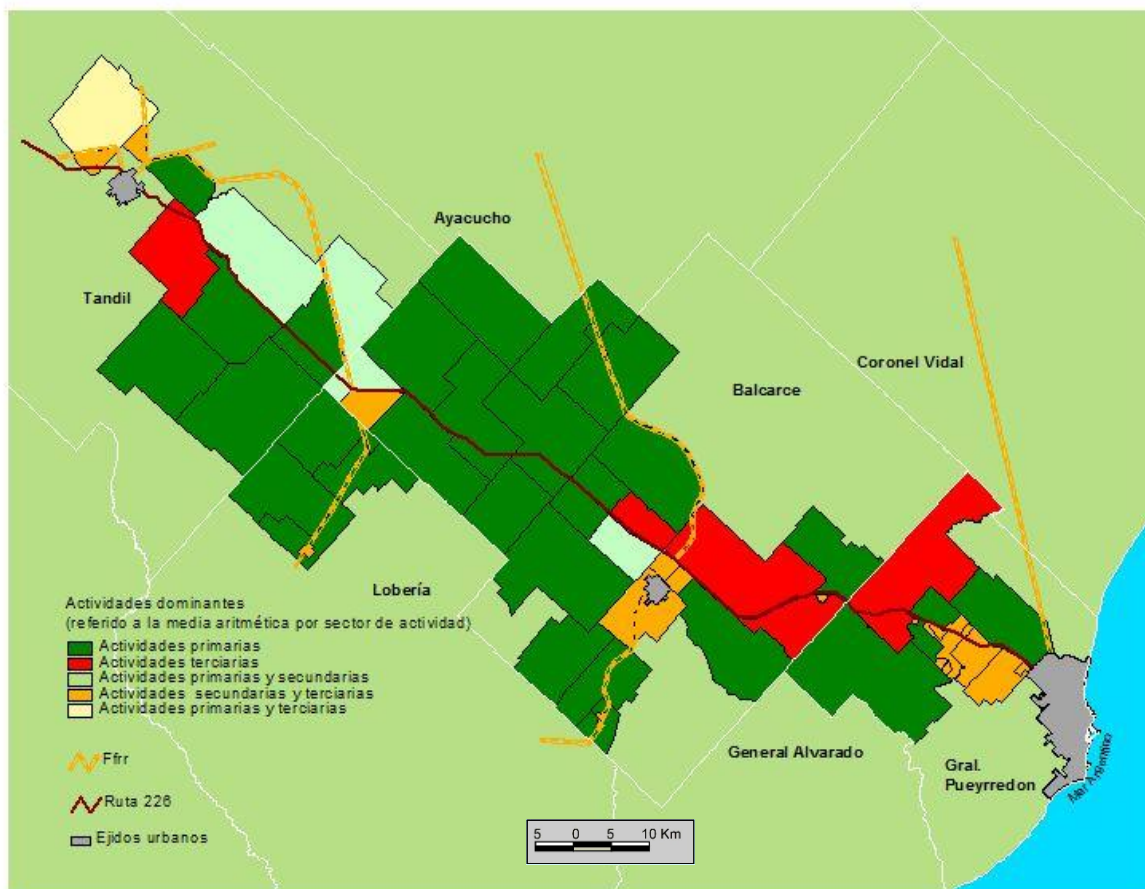 Ayacucho
Tandil
Coronel Vidal
Balcarce
Lobería
Actividades dominantes
(referido a la media aritmética por sector de actividad)
Actividades primarias
Actividades terciarias
Actividades primarias y secundarias
Actividades secundarias y terciarias
Actividades primarias y terciarias
Ffrr
Ruta 226
Ejidos urbanos
General Alvarado
Gral.
Pueyrredon
Mar Argentino
5 0 5 10 Km